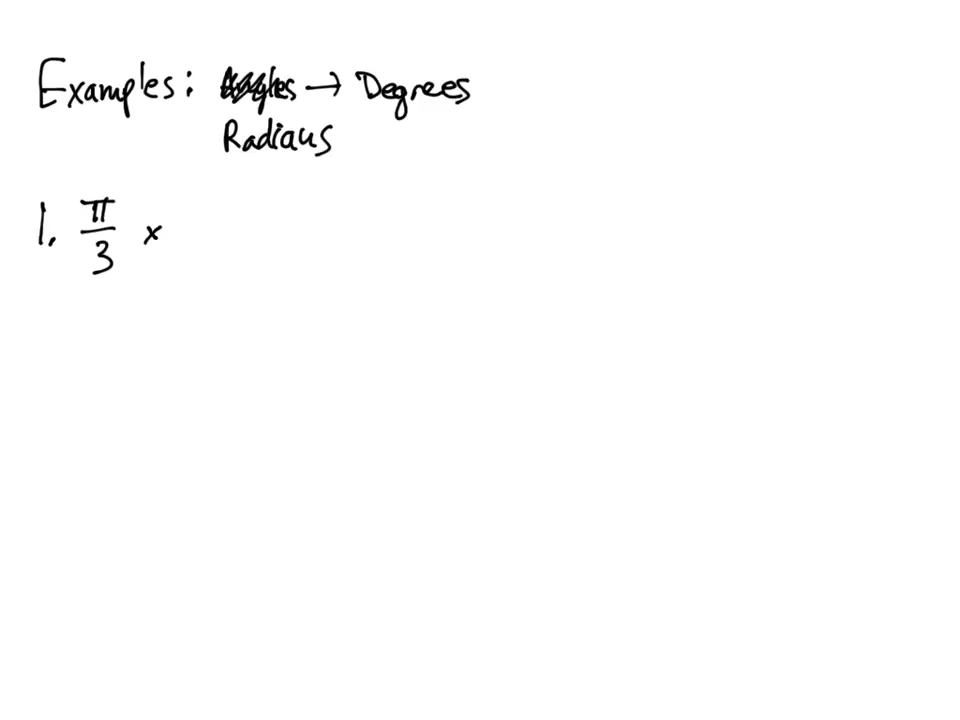 Examples: → Degrees
Radians
1. π/3 ×